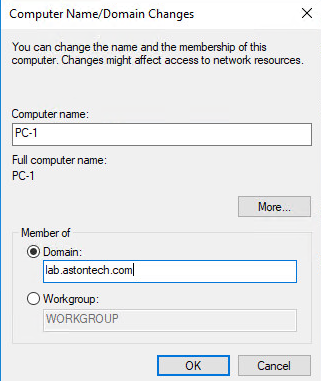 Computer Name/Domain Changes
You can change the name and the membership of this
computer. Changes might affect access to network resources.
Computer name:
PC-1
Full computer name:
PC-1
More...
Member of
Domain:
lab.astontech.com
Workgroup:
WORKGROUP
OK
Cancel